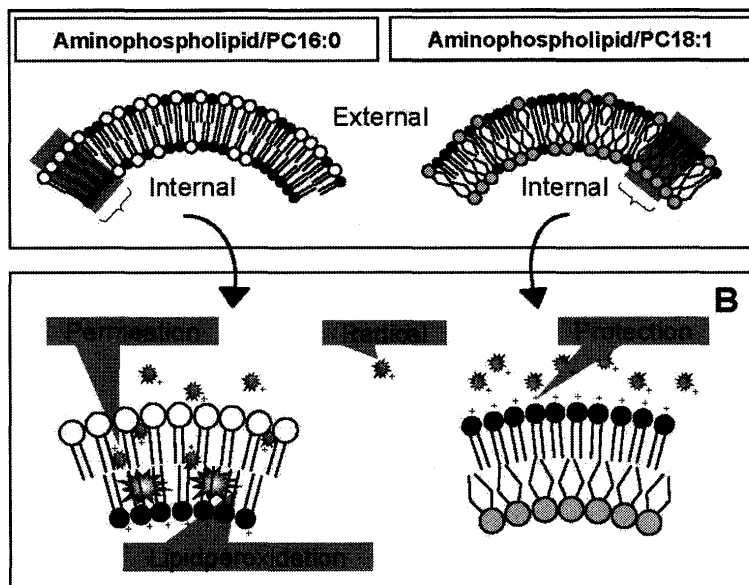 Aminophospholipid/PC16:0
Aminophospholipid/PC18:1
External
Internal
Internal
B
Permeation
Radical
Protection
Lipidperoxidation